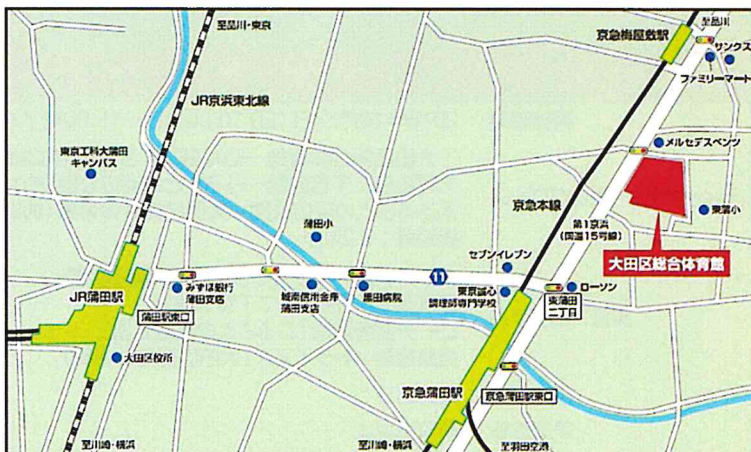 至品川・東京
京急梅屋敷駅
至品川
サンクス
ファミリーマート
JR京浜東北線
メルセデスベンツ
東京工科大蒲田
キャンパス
京急本線
第1京浜
(国道15号線)
東蒲小
蒲田小
大田区総合体育館
セブンイレブン
11
JR蒲田駅
みずほ銀行
蒲田支店
城南信用金庫
蒲田支店
黒田病院
東京誠心
調理師専門学校
ローソン
東蒲田
二丁目
蒲田駅東口
大田区役所
京急蒲田駅
京急蒲田駅東口
至川崎・横浜
至川崎・横浜
至羽田空港